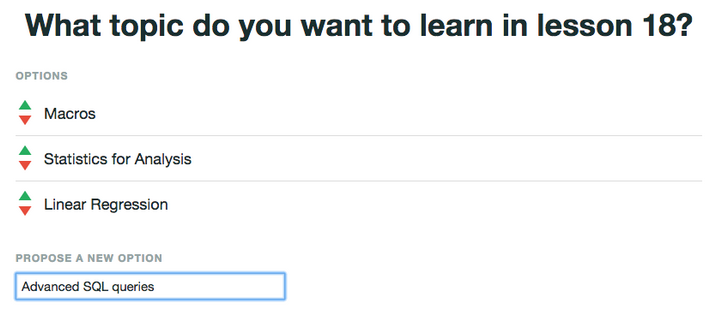 What topic do you want to learn in lesson 18?
OPTIONS
Macros
Statistics for Analysis
Linear Regression
PROPOSE A NEW OPTION
Advanced SQL queries